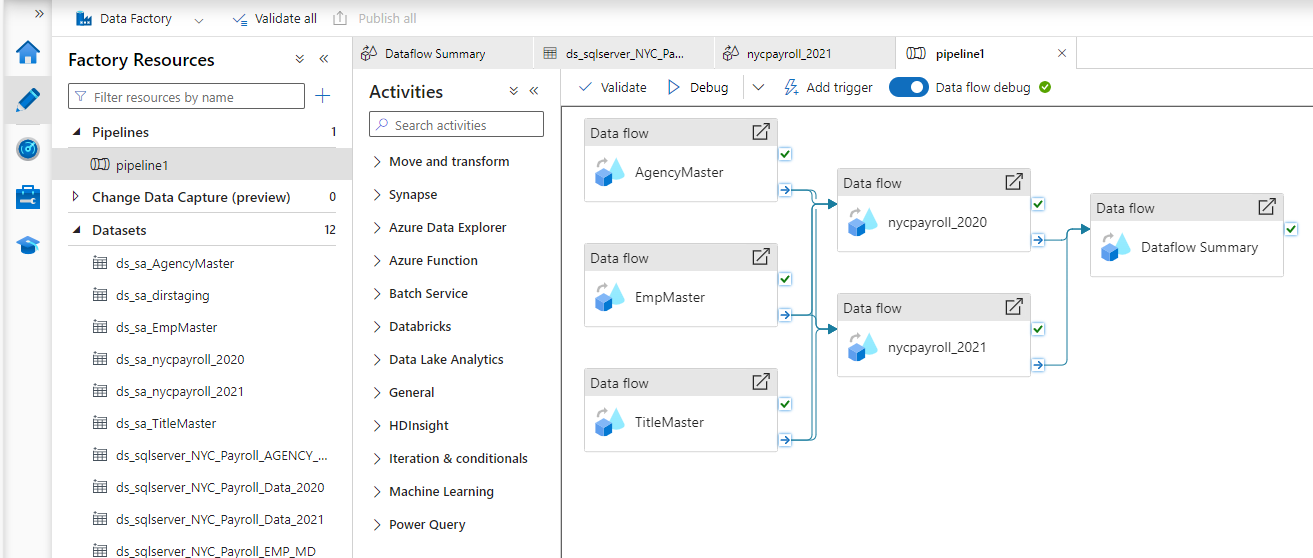 Data Factory
Validate all
Publish all
Factory Resources
Filter resources by name
Pipelines 1
pipeline1
Change Data Capture (preview) 0
Datasets 12
ds_sa_AgencyMaster
ds_sa_dirstaging
ds_sa_EmpMaster
ds_sa_nycpayroll_2020
ds_sa_nycpayroll_2021
ds_sa_TitleMaster
ds_sqlserver_NYC_Payroll_AGENCY_...
ds_sqlserver_NYC_Payroll_Data_2020
ds_sqlserver_NYC_Payroll_Data_2021
ds_sqlserver_NYC_Payroll_EMP_MD
Dataflow Summary
ds_sqlserver_NYC_Pa...
nycpayroll_2021
pipeline1
Activities
Search activities
Move and transform
Synapse
Azure Data Explorer
Azure Function
Batch Service
Databricks
Data Lake Analytics
General
HDInsight
Iteration & conditionals
Machine Learning
Power Query
Validate
Debug
Add trigger
Data flow debug
Data flow
AgencyMaster
Data flow
EmpMaster
Data flow
TitleMaster
Data flow
nycpayroll_2020
Data flow
nycpayroll_2021
Data flow
Dataflow Summary